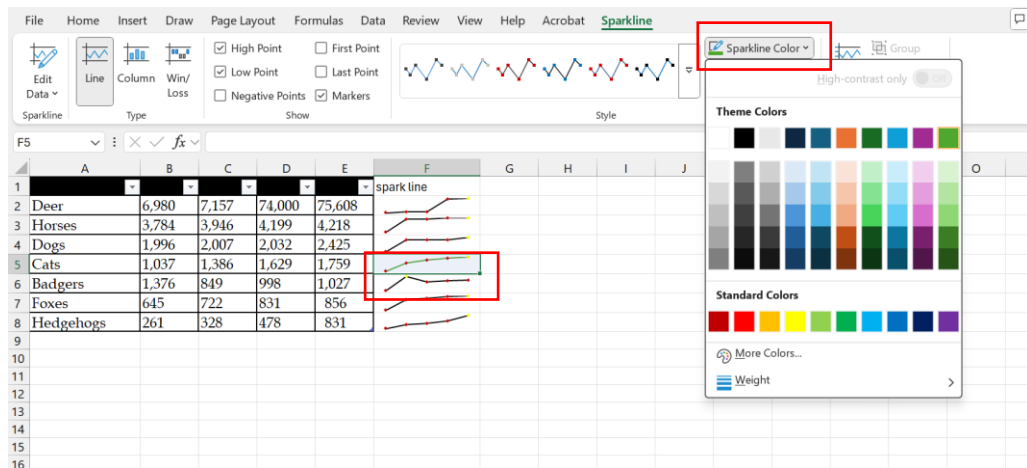 File Home Insert Draw Page Layout Formulas Data Review View Help Acrobat Sparkline
Edit Data Line Column Win/Loss
High Point First Point
Low Point Last Point
Negative Points Markers
Sparkline Color
Group
Sparkline Type Show Style
High-contrast only Off
Theme Colors
Standard Colors
More Colors...
Weight
F5 fx
A B C D E F G H I J O
1 spark line
2 Deer 6,980 7,157 74,000 75,608
3 Horses 3,784 3,946 4,199 4,218
4 Dogs 1,996 2,007 2,032 2,425
5 Cats 1,037 1,386 1,629 1,759
6 Badgers 1,376 849 998 1,027
7 Foxes 645 722 831 856
8 Hedgehogs 261 328 478 831
9
10
11
12
13
14
15
16